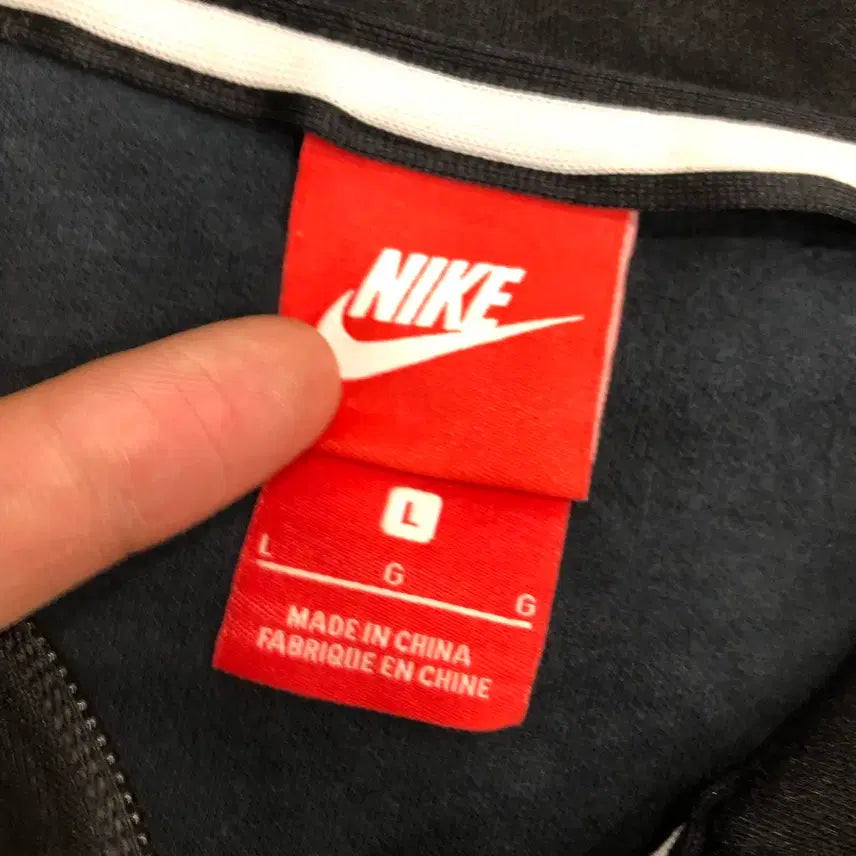 NIKE
L
L G G
MADE IN CHINA
FABRIQUE EN CHINE